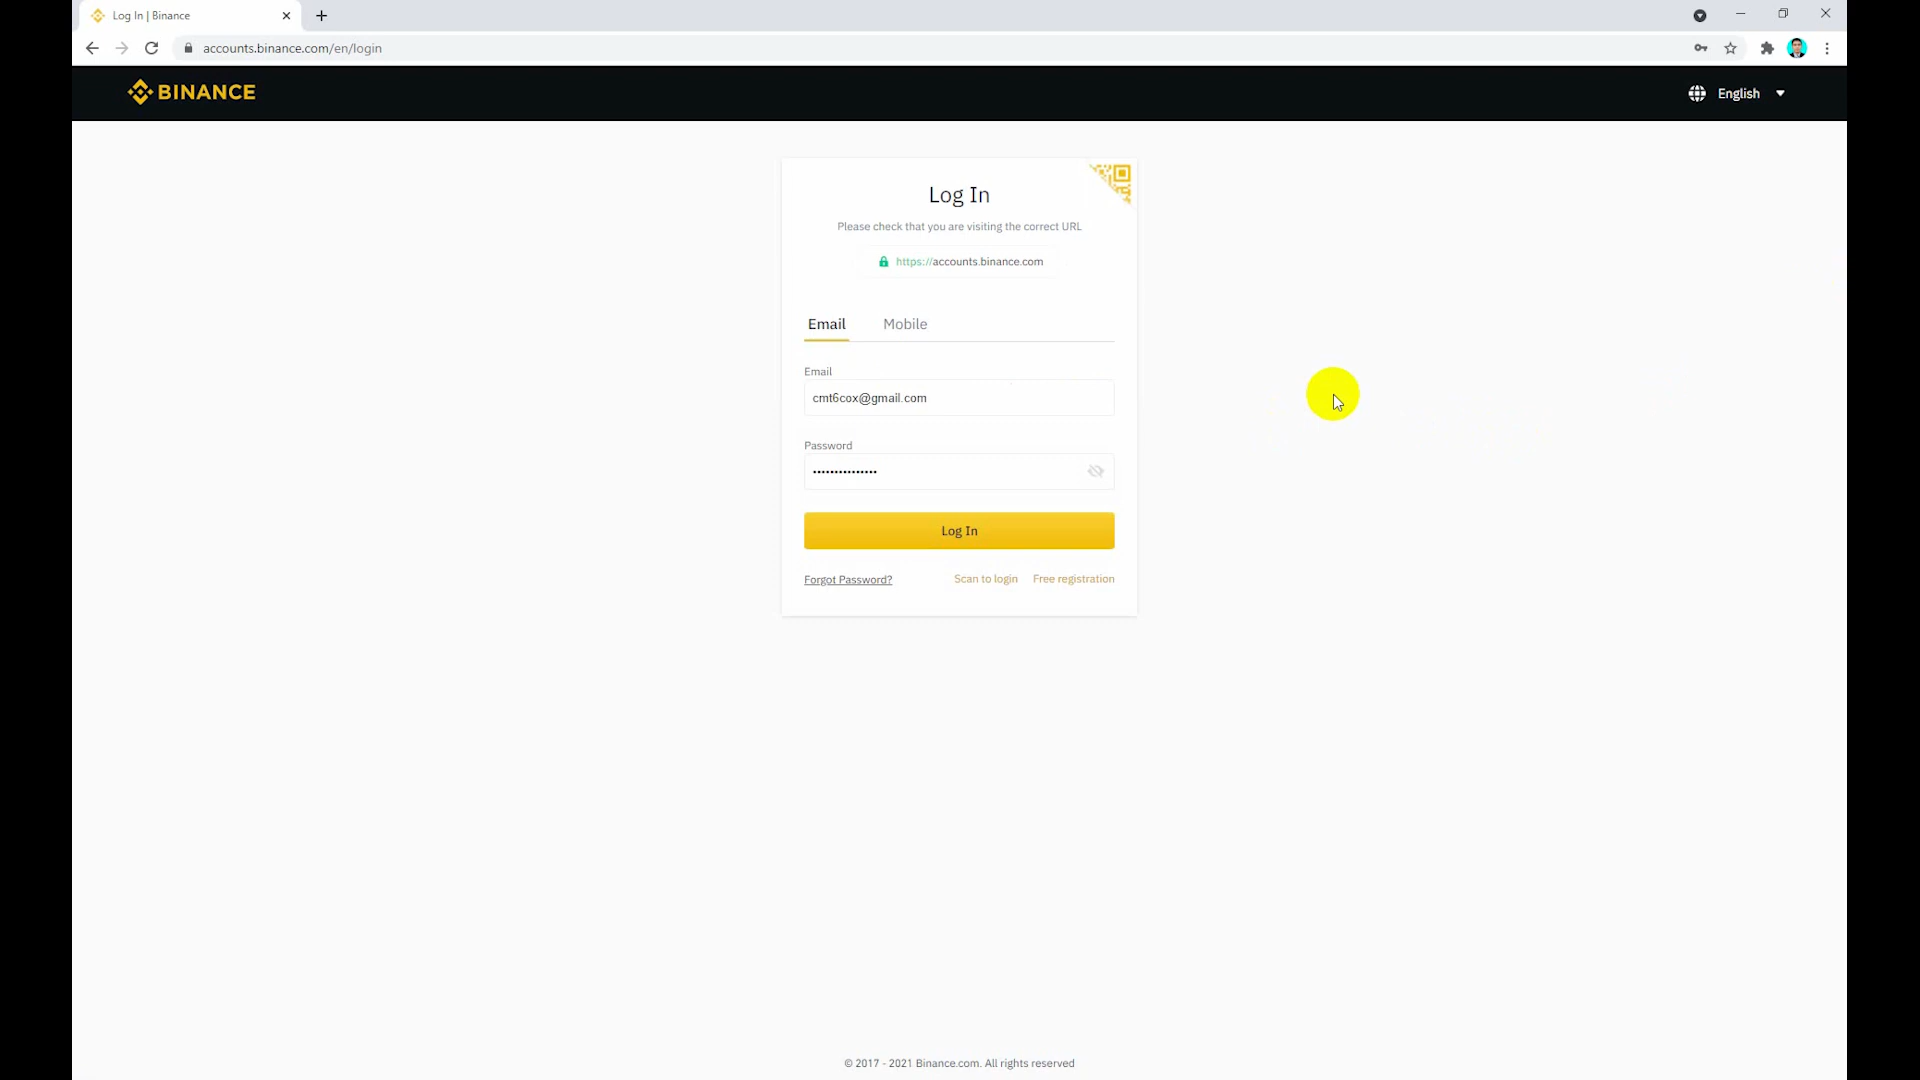 Log In | Binance
accounts.binance.com/en/login
BINANCE
English
Log In
Please check that you are visiting the correct URL
https://accounts.binance.com
Email Mobile
Email
cmt6cox@gmail.com
Password
•••••••••••••••
Log In
Forgot Password? Scan to login Free registration
© 2017 - 2021 Binance.com. All rights reserved